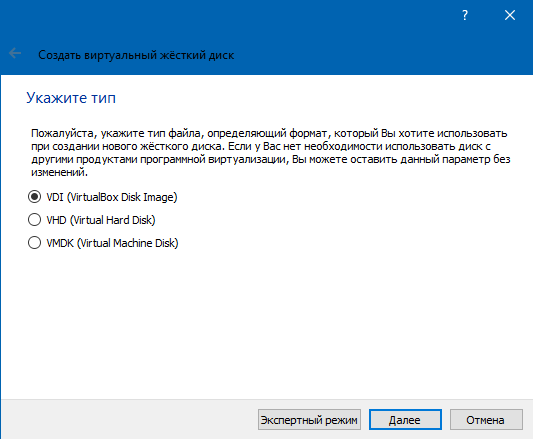 ?
Создать виртуальный жёсткий диск
Укажите тип
Пожалуйста, укажите тип файла, определяющий формат, который Вы хотите использовать
при создании нового жёсткого диска. Если у Вас нет необходимости использовать диск с
другими продуктами программной виртуализации, Вы можете оставить данный параметр без
изменений.
VDI (VirtualBox Disk Image)
VHD (Virtual Hard Disk)
VMDK (Virtual Machine Disk)
Экспертный режим Далее Отмена